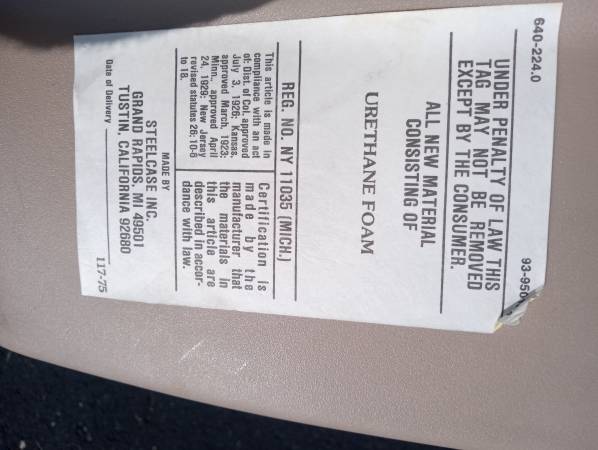 640-224.0
93-950
UNDER PENALTY OF LAW THIS
TAG MAY NOT BE REMOVED
EXCEPT BY THE CONSUMER.
ALL NEW MATERIAL
CONSISTING OF
URETHANE FOAM
REG. NO. NY 11035 (MICH.)
This article is made in
compliance with an act
of: Dist. of Col. approved
July 3, 1926; Kansas,
approved March, 1923;
Minn., approved April
24, 1929; New Jersey
revised statutes 26: 10-6
to 18.
Certification is
made by the
manufacturer that
the materials in
this article are
described in accor-
dance with law.
MADE BY
STEELCASE INC.
GRAND RAPIDS, MI 49501
TUSTIN, CALIFORNIA 92680
Date of Delivery
117-75